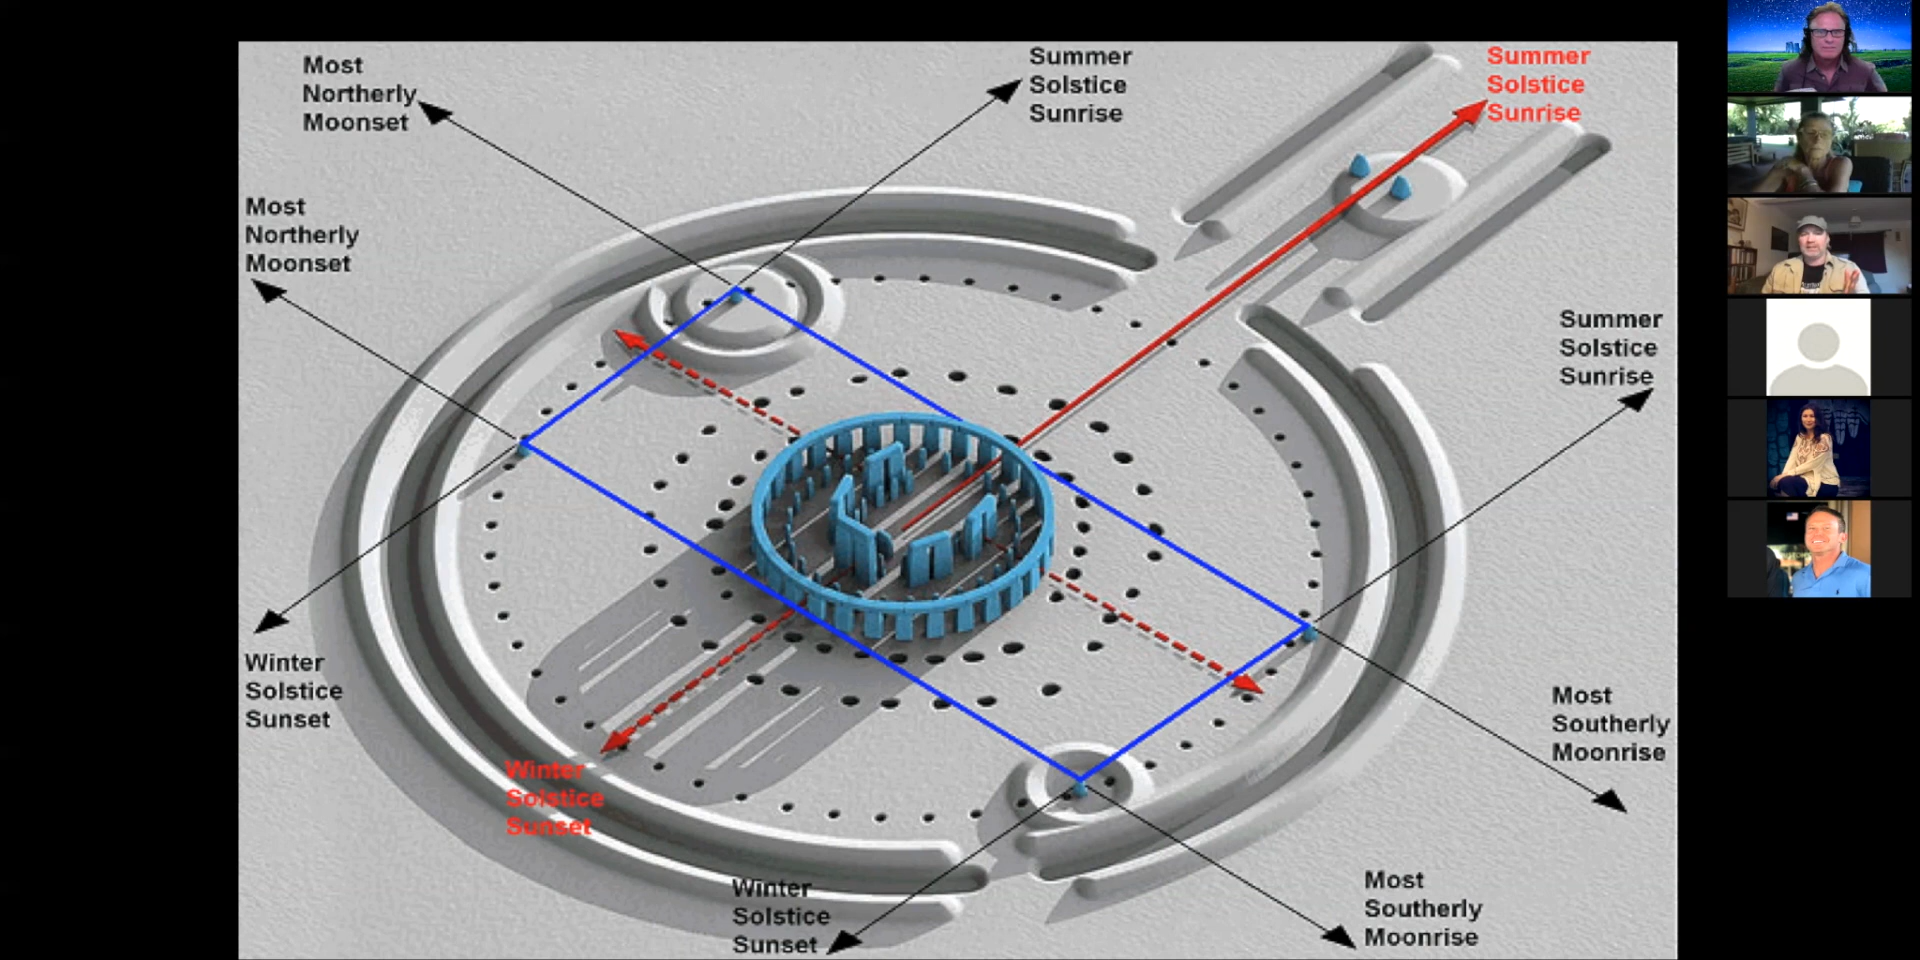 Most
Northerly
Moonset
Summer
Solstice
Sunrise
Summer
Solstice
Sunrise
Most
Northerly
Moonset
Summer
Solstice
Sunrise
Winter
Solstice
Sunset
Most
Southerly
Moonrise
Winter
Solstice
Sunset
Winter
Solstice
Sunset
Most
Southerly
Moonrise